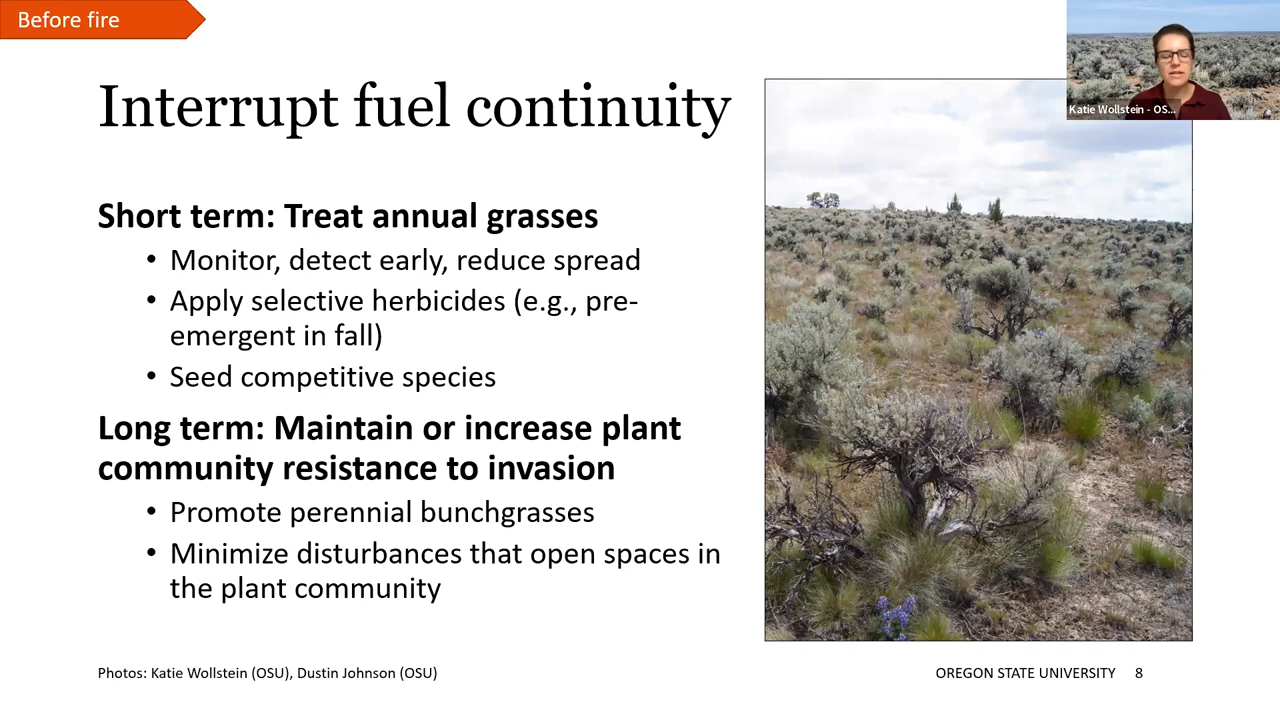 Before fire
Katie Wollstein - OS...
Interrupt fuel continuity
Short term: Treat annual grasses
• Monitor, detect early, reduce spread
• Apply selective herbicides (e.g., pre-
emergent in fall)
• Seed competitive species
Long term: Maintain or increase plant
community resistance to invasion
• Promote perennial bunchgrasses
• Minimize disturbances that open spaces in
the plant community
Photos: Katie Wollstein (OSU), Dustin Johnson (OSU)
OREGON STATE UNIVERSITY 8